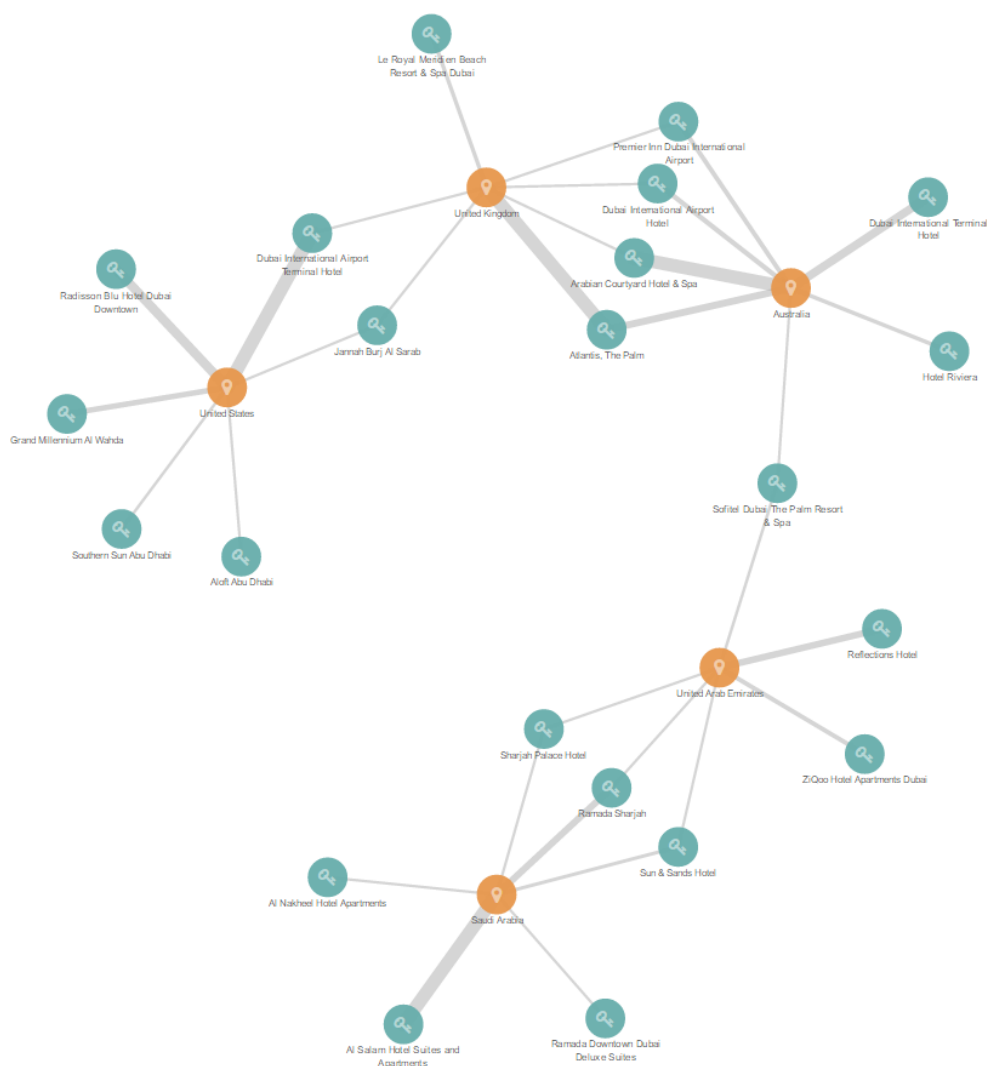 Le Royal Meridien Beach
Resort & Spa Dubai
Premier Inn Dubai International
Airport
United Kingdom
Dubai International Airport
Hotel
Dubai International Terminal
Hotel
Dubai International Airport
Terminal Hotel
Arabian Courtyard Hotel & Spa
Radisson Blu Hotel Dubai
Downtown
Australia
Jannah Burj Al Sarab
Atlantis, The Palm
Hotel Riviera
United States
Grand Millennium Al Wahda
Sofitel Dubai The Palm Resort
& Spa
Southern Sun Abu Dhabi
Aloft Abu Dhabi
Reflections Hotel
United Arab Emirates
Sharjah Palace Hotel
ZiQoo Hotel Apartments Dubai
Ramada Sharjah
Sun & Sands Hotel
Al Nakheel Hotel Apartments
Saudi Arabia
Al Salam Hotel Suites and
Apartments
Ramada Downtown Dubai
Deluxe Suites